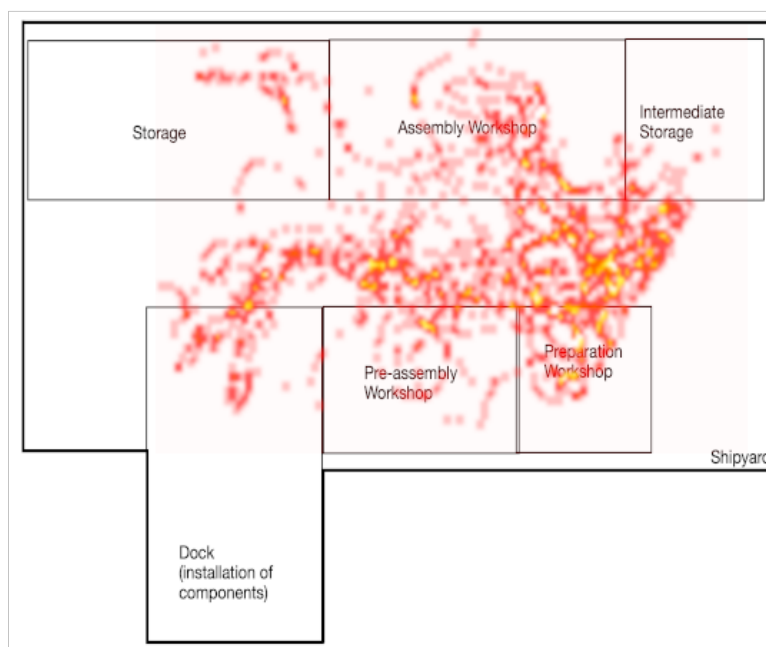 Storage
Assembly Workshop
Intermediate
Storage
Pre-assembly
Workshop
Preparation
Workshop
Shipyard
Dock
(installation of
components)